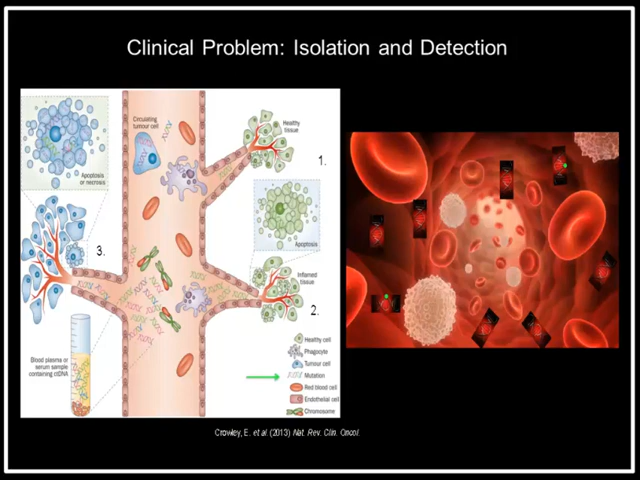 Clinical Problem: Isolation and Detection
Circulating
tumour cell
Healthy
tissue
1.
Apoptosis
or necrosis
Apoptosis
3.
Inflamed
tissue
2.
Blood plasma or
serum sample
containing ctDNA
Healthy cell
Phagocyte
Tumour cell
Mutation
Red blood cell
Endothelial cell
Chromosome
Crowley, E. et al. (2013) Nat. Rev. Clin. Oncol.